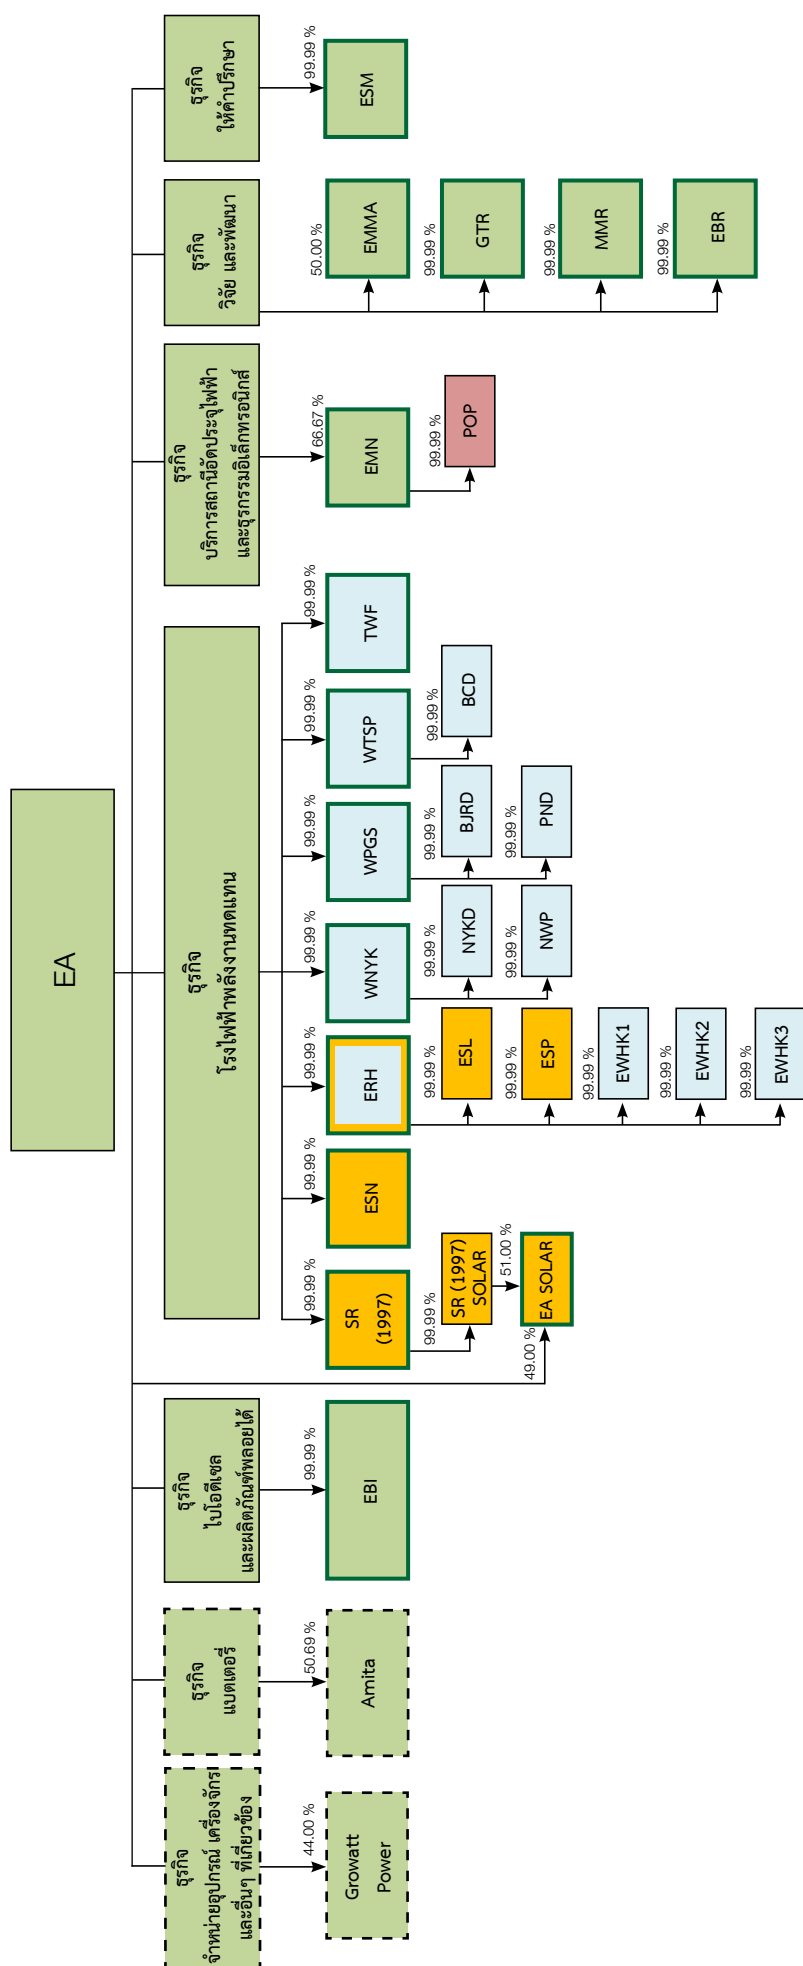 EA
ธุรกิจ
จำหน่ายอุปกรณ์ เครื่องจักร
และอื่นๆ ที่เกี่ยวข้อง
44.00 %
Growatt
Power
ธุรกิจ
แบตเตอรี่
50.69 %
Amita
ธุรกิจ
ไบโอดีเซล
และผลิตภัณฑ์พลอยได้
99.99 %
EBI
ธุรกิจ
โรงไฟฟ้าพลังงานทดแทน
99.99 %
SR
(1997)
99.99 %
SR (1997)
SOLAR
51.00 %
49.00 %
EA SOLAR
99.99 %
ESN
99.99 %
ERH
99.99 %
ESL
99.99 %
ESP
99.99 %
EWHK1
99.99 %
EWHK2
99.99 %
EWHK3
99.99 %
WNYK
99.99 %
NYKD
99.99 %
NWP
99.99 %
WPGS
99.99 %
BJRD
99.99 %
PND
99.99 %
WTSP
99.99 %
BCD
99.99 %
TWF
ธุรกิจ
บริการสถานีอัดประจุไฟฟ้า
และธุรกรรมอิเล็กทรอนิกส์
66.67 %
EMN
99.99 %
POP
ธุรกิจ
วิจัย และพัฒนา
50.00 %
EMMA
99.99 %
GTR
99.99 %
MMR
99.99 %
EBR
ธุรกิจ
ให้คำปรึกษา
99.99 %
ESM